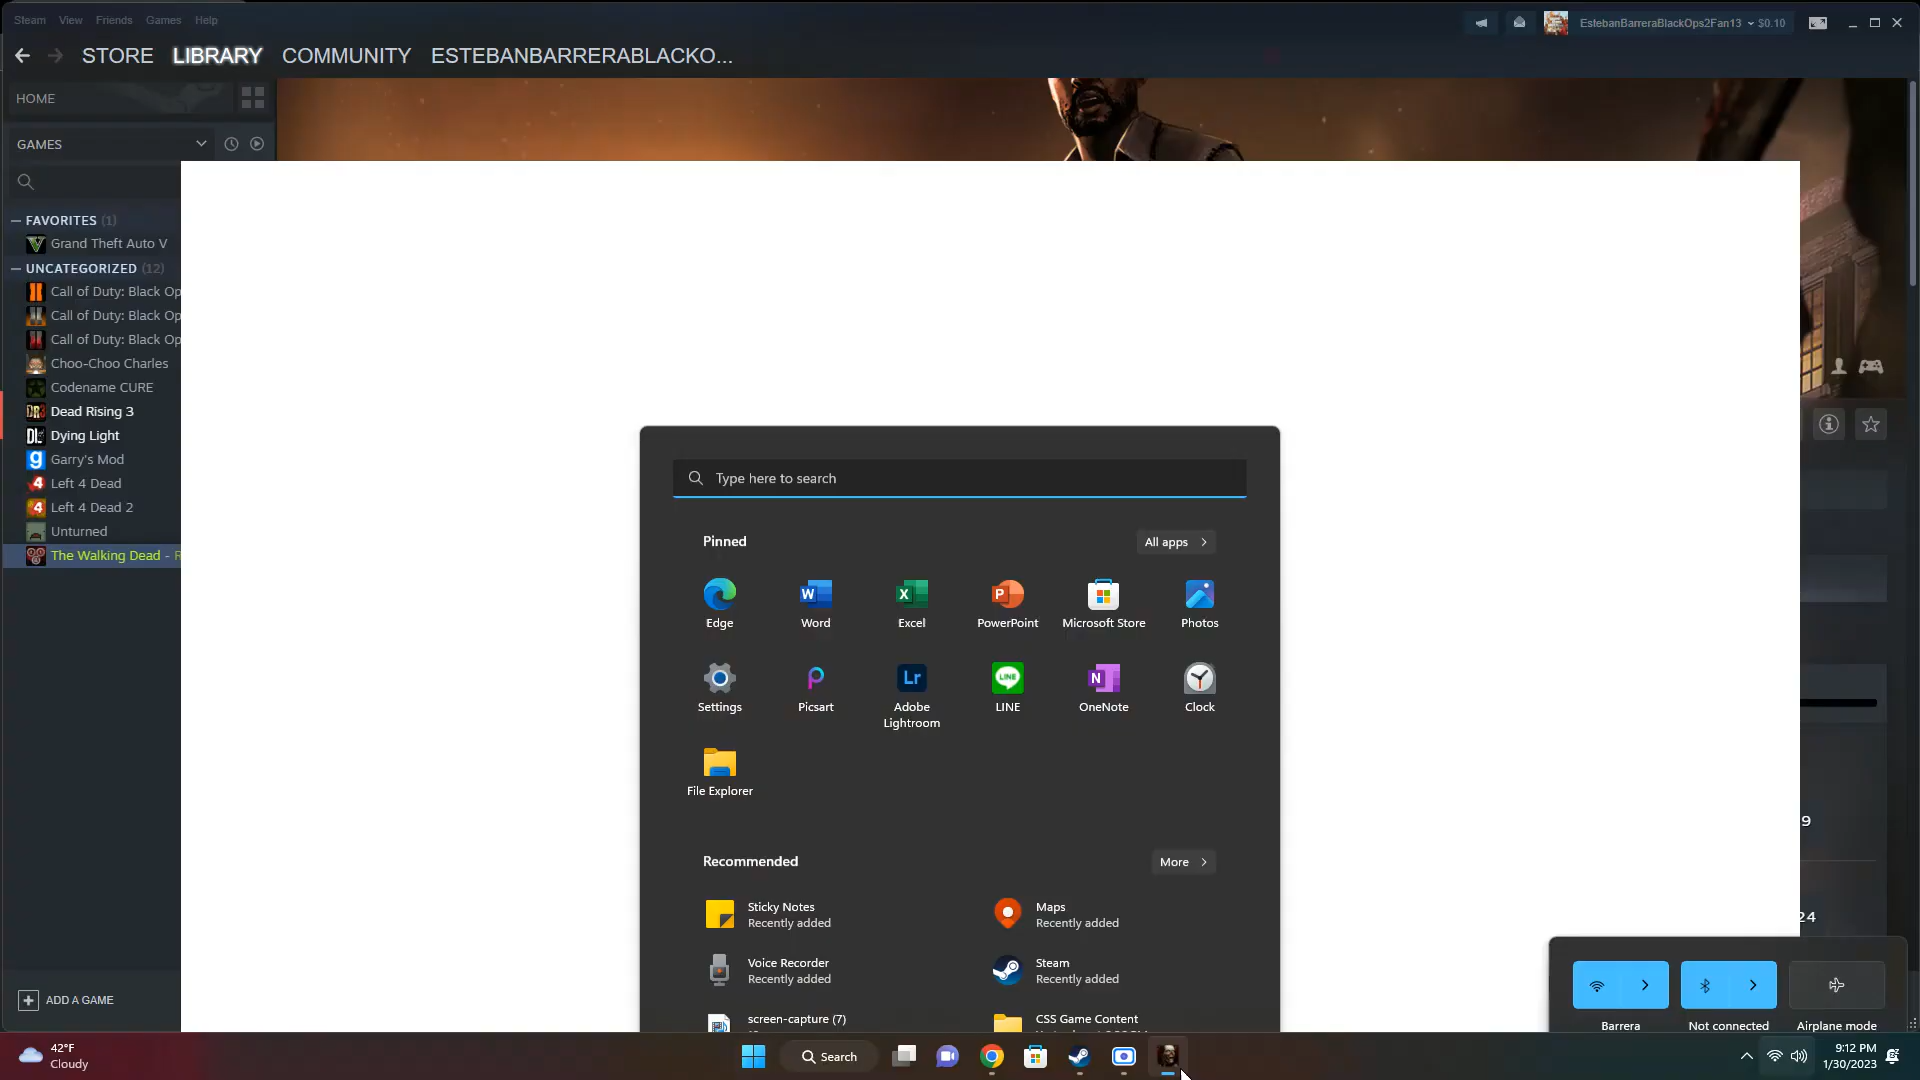 Steam View Friends Games Help
EstebanBarreraBlackOps2Fan13 $0.10
STORE LIBRARY COMMUNITY ESTEBANBARRERABLACKO...
HOME
GAMES
FAVORITES (1)
Grand Theft Auto V
UNCATEGORIZED (12)
Call of Duty: Black Op
Call of Duty: Black Op
Call of Duty: Black Op
Choo-Choo Charles
Codename CURE
Dead Rising 3
Dying Light
Garry's Mod
Left 4 Dead
Left 4 Dead 2
Unturned
The Walking Dead - R
ADD A GAME
Type here to search
Pinned
All apps
Edge
Word
Excel
PowerPoint
Microsoft Store
Photos
Settings
Picsart
Adobe
Lightroom
LINE
OneNote
Clock
File Explorer
Recommended
More
Sticky Notes
Recently added
Maps
Recently added
Voice Recorder
Recently added
Steam
Recently added
screen-capture (7)
CSS Game Content
9
24
Barrera
Not connected
Airplane mode
42°F
Cloudy
Search
9:12 PM
1/30/2023